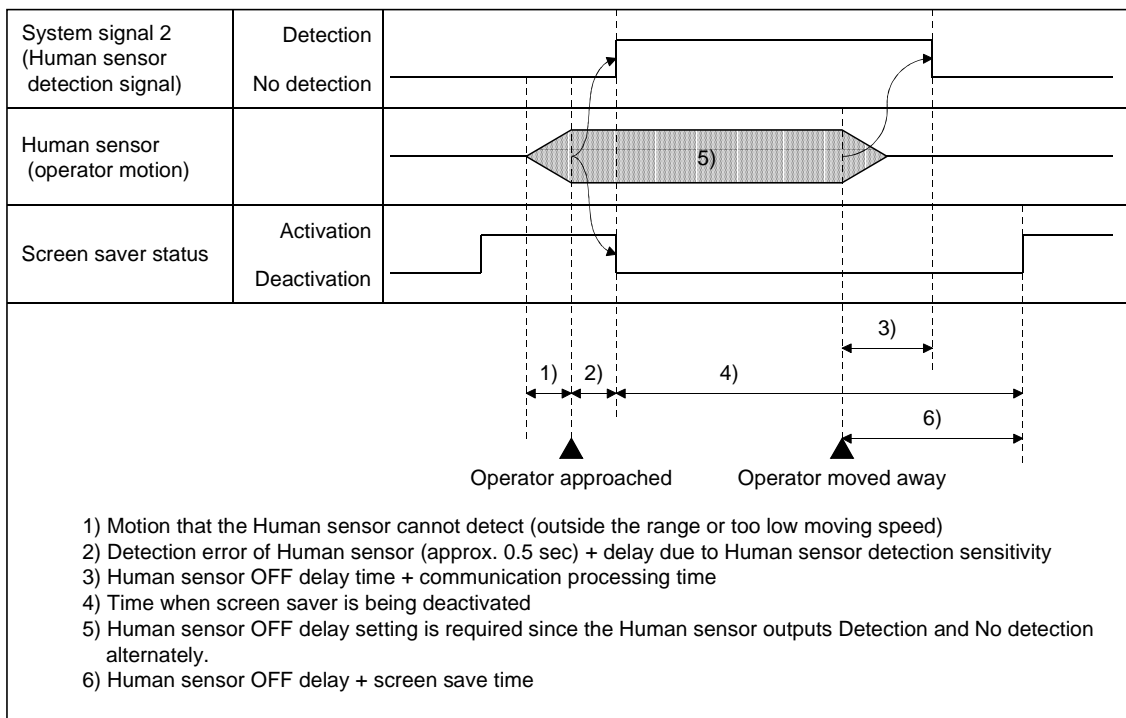 System signal 2
(Human sensor
detection signal)
Detection
No detection
Human sensor
(operator motion)
5)
Screen saver status
Activation
Deactivation
3)
1)
2)
4)
6)
Operator approached
Operator moved away
1) Motion that the Human sensor cannot detect (outside the range or too low moving speed)
2) Detection error of Human sensor (approx. 0.5 sec) + delay due to Human sensor detection sensitivity
3) Human sensor OFF delay time + communication processing time
4) Time when screen saver is being deactivated
5) Human sensor OFF delay setting is required since the Human sensor outputs Detection and No detection
alternately.
6) Human sensor OFF delay + screen save time